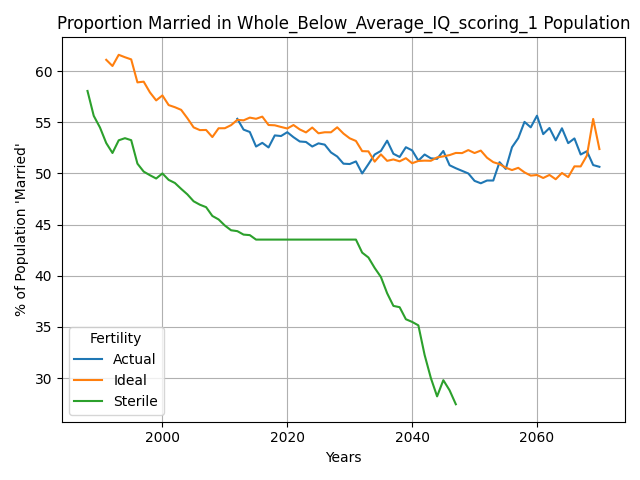 Proportion Married in Whole_Below_Average_IQ_scoring_1 Population
% of Population 'Married'
60
55
50
45
40
35
30
Fertility
Actual
Ideal
Sterile
2000 2020 2040 2060
Years